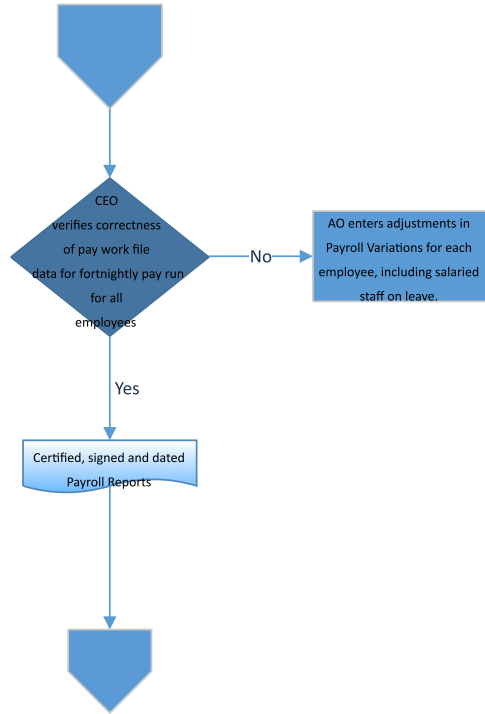 CEO
verifies correctness
of pay work file
data for fortnightly pay run
for all
employees
No
AO enters adjustments in
Payroll Variations for each
employee, including salaried
staff on leave.
Yes
Certified, signed and dated
Payroll Reports